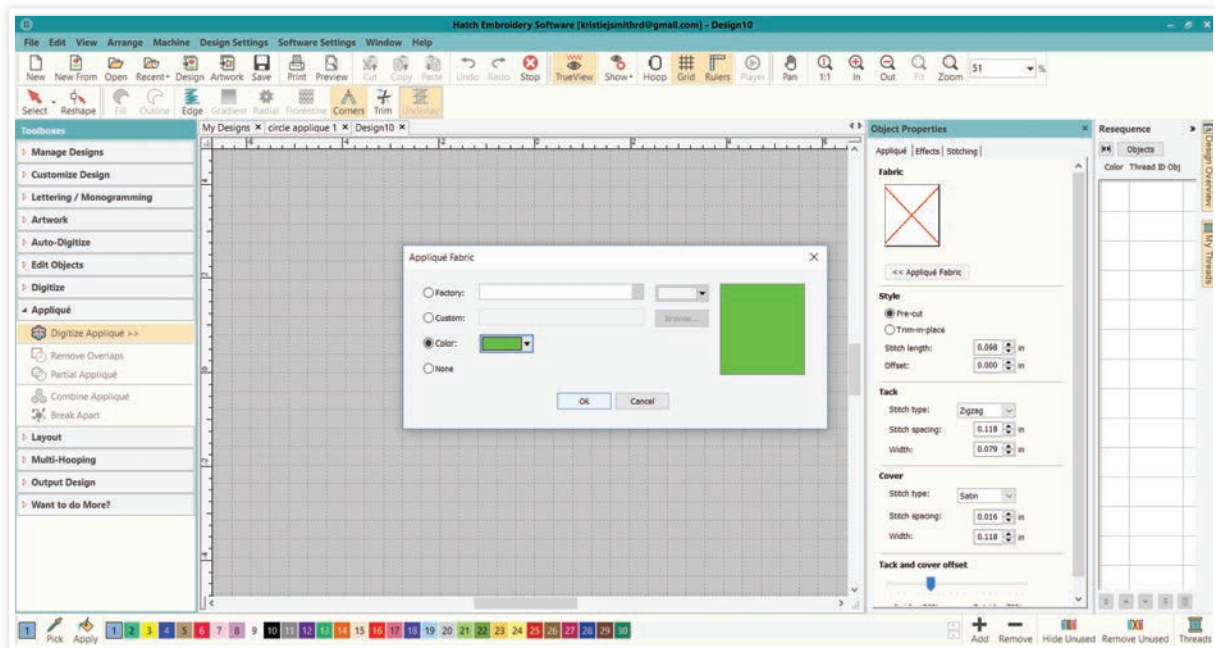 Hatch Embroidery Software [kristiejsmithrd@gmail.com] - Design10
File Edit View Arrange Machine Design Settings Software Settings Window Help
New New From Open Recent Design Artwork Save Print Preview Cut Copy Paste Undo Redo Stop TrueView Show Hoop Grid Rulers Player Pan 1:1 In Out Fit Zoom 51 %
Select Reshape Fill Outline Edge Gradient Radial Florentine Corners Trim Underlay
Toolboxes
Manage Designs
Customize Design
Lettering / Monogramming
Artwork
Auto-Digitize
Edit Objects
Digitize
Appliqué
Digitize Appliqué >>
Remove Overlaps
Partial Appliqué
Combine Appliqué
Break Apart
Layout
Multi-Hooping
Output Design
Want to do More?
My Designs × circle applique 1 × Design10 ×
Appliqué Fabric
Factory:
Custom: Browse...
Color:
None
OK Cancel
Object Properties
Appliqué Effects Stitching
Fabric
<< Appliqué Fabric
Style
Pre-cut
Trim-in-place
Stitch length: 0.098 in
Offset: 0.000 in
Tack
Stitch type: Zigzag
Stitch spacing: 0.118 in
Width: 0.079 in
Cover
Stitch type: Satin
Stitch spacing: 0.016 in
Width: 0.118 in
Tack and cover offset
Resequence
Objects
Color Thread ID Obj
Design Overview
My Threads
1 Pick Apply 1 2 3 4 5 6 7 8 9 10 11 12 13 14 15 16 17 18 19 20 21 22 23 24 25 26 27 28 29 30 Add Remove Hide Unused Remove Unused Threads